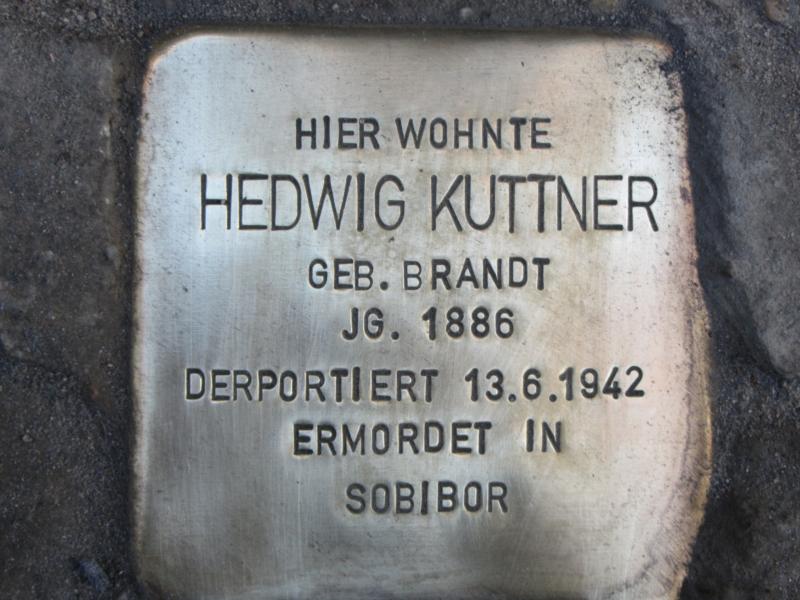 HIER WOHNTE
HEDWIG KUTTNER
GEB. BRANDT
JG. 1886
DERPORTIERT 13.6.1942
ERMORDET IN
SOBIBOR